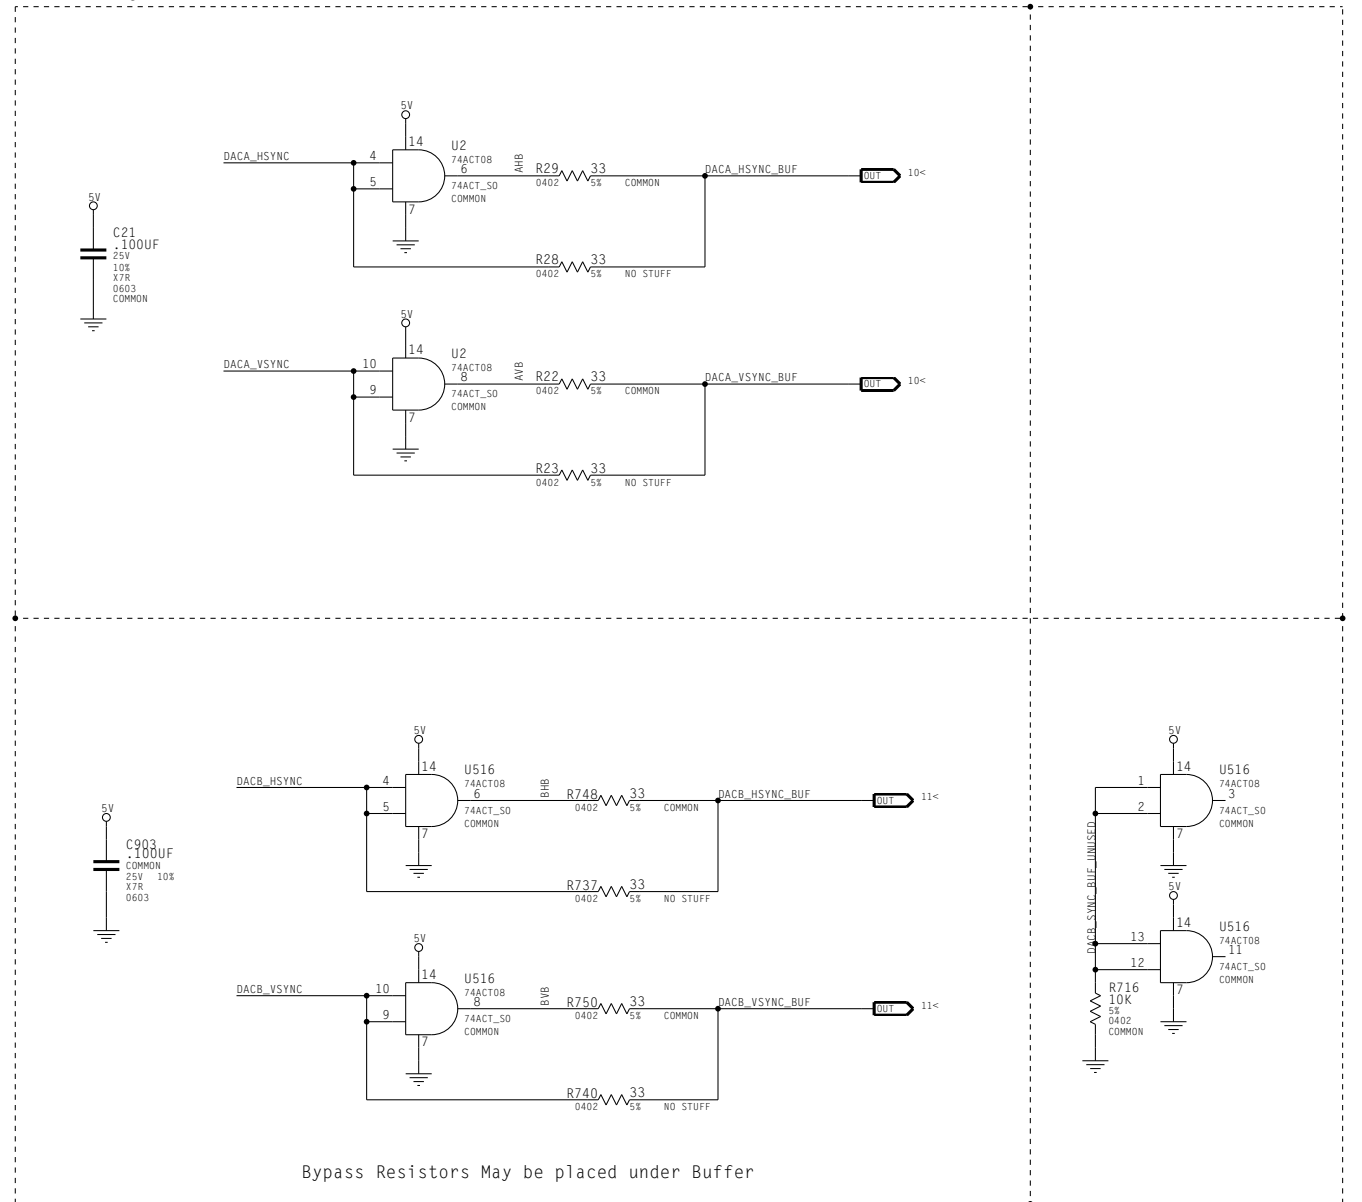 5V
14
U2
74ACT08
DACA_HSYNC
4
6
AHB
R29
33
DACA_HSYNC_BUF
OUT
10<
5
74ACT_SO
0402
5%
COMMON
COMMON
7
5V
C21
.100UF
25V
10%
X7R
0603
COMMON
R28
33
0402
5%
NO STUFF
5V
14
U2
74ACT08
DACA_VSYNC
10
8
AVB
R22
33
DACA_VSYNC_BUF
OUT
10<
9
74ACT_SO
0402
5%
COMMON
COMMON
7
R23
33
0402
5%
NO STUFF
5V
14
U516
74ACT08
DACB_HSYNC
4
6
BHB
R748
33
DACB_HSYNC_BUF
OUT
11<
5
74ACT_SO
0402
5%
COMMON
COMMON
7
5V
C903
.100UF
COMMON
25V 10%
X7R
0603
R737
33
0402
5%
NO STUFF
5V
14
U516
74ACT08
DACB_VSYNC
10
8
BVB
R750
33
DACB_VSYNC_BUF
OUT
11<
9
74ACT_SO
0402
5%
COMMON
COMMON
7
R740
33
0402
5%
NO STUFF
5V
14
U516
74ACT08
1
3
2
74ACT_SO
COMMON
7
DACB_SYNC_BUF_UNUSED
5V
14
U516
74ACT08
13
11
12
74ACT_SO
COMMON
7
R716
10K
5%
0402
COMMON
Bypass Resistors May be placed under Buffer